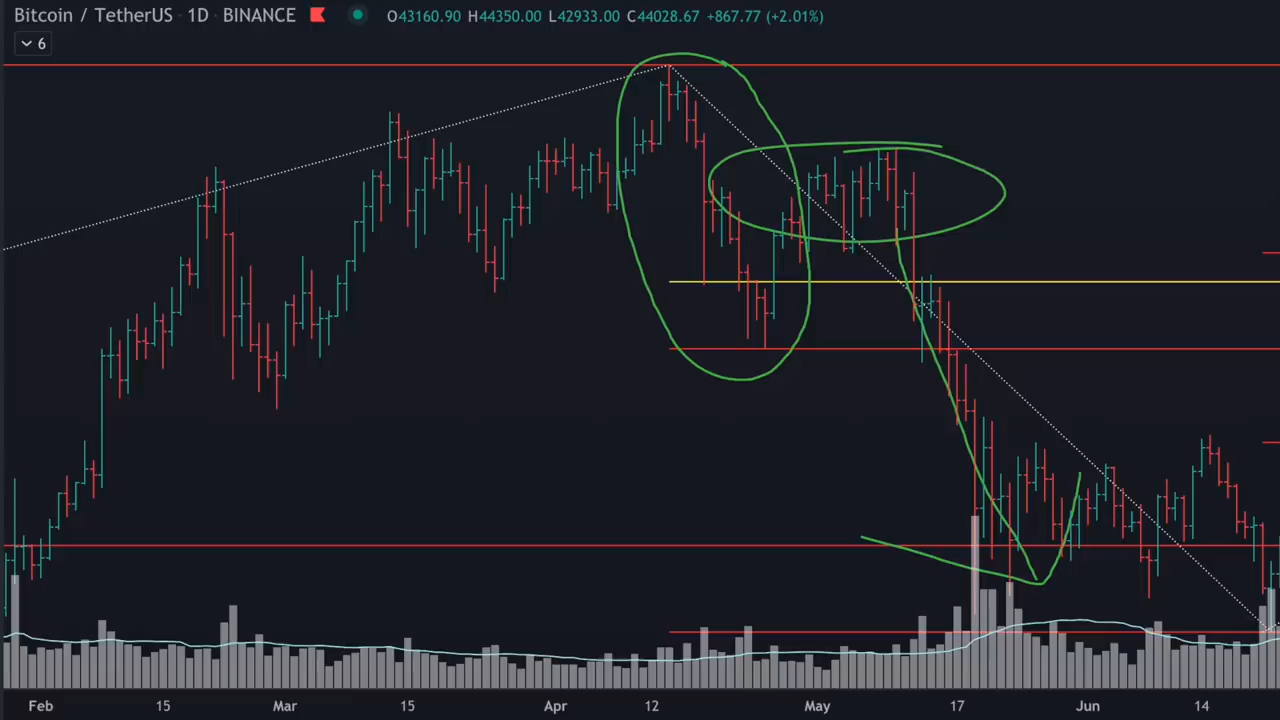 Bitcoin / TetherUS · 1D · BINANCE O43160.90 H44350.00 L42933.00 C44028.67 +867.77 (+2.01%)
6
Feb 15 Mar 15 Apr 12 May 17 Jun 14